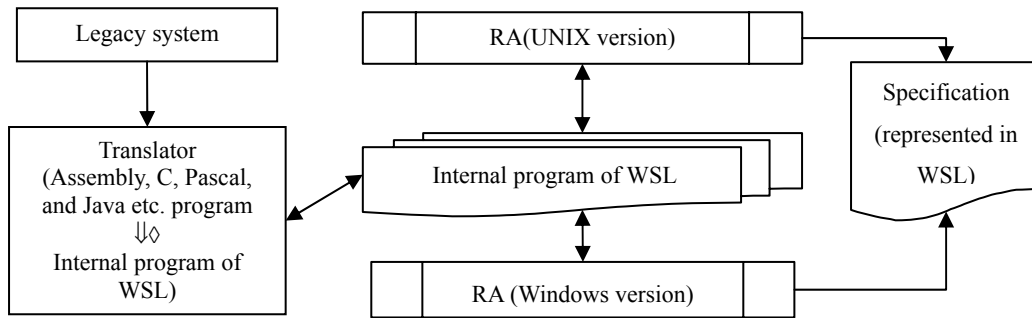 Legacy system
Translator
(Assembly, C, Pascal,
and Java etc. program
⇓◊
Internal program of
WSL)
RA(UNIX version)
Internal program of WSL
RA (Windows version)
Specification
(represented in
WSL)